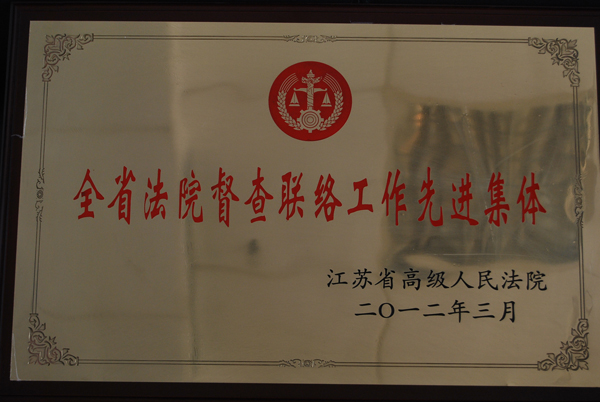 全省法院督查联络工作先进集体
江苏省高级人民法院
二〇一二年三月